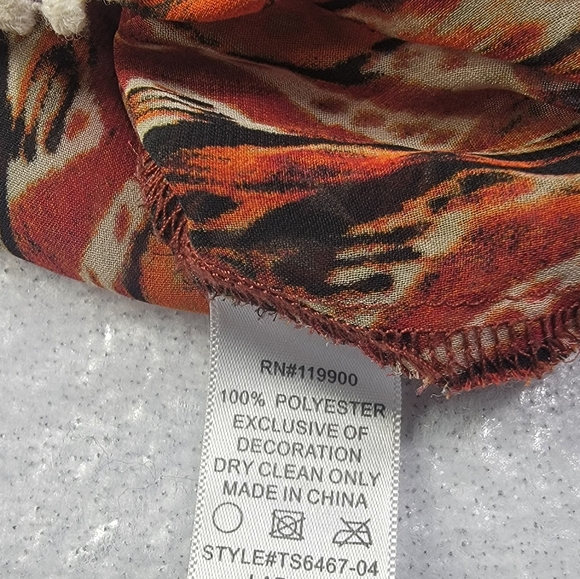 RN#119900
100% POLYESTER
EXCLUSIVE OF
DECORATION
DRY CLEAN ONLY
MADE IN CHINA
STYLE#TS6467-04